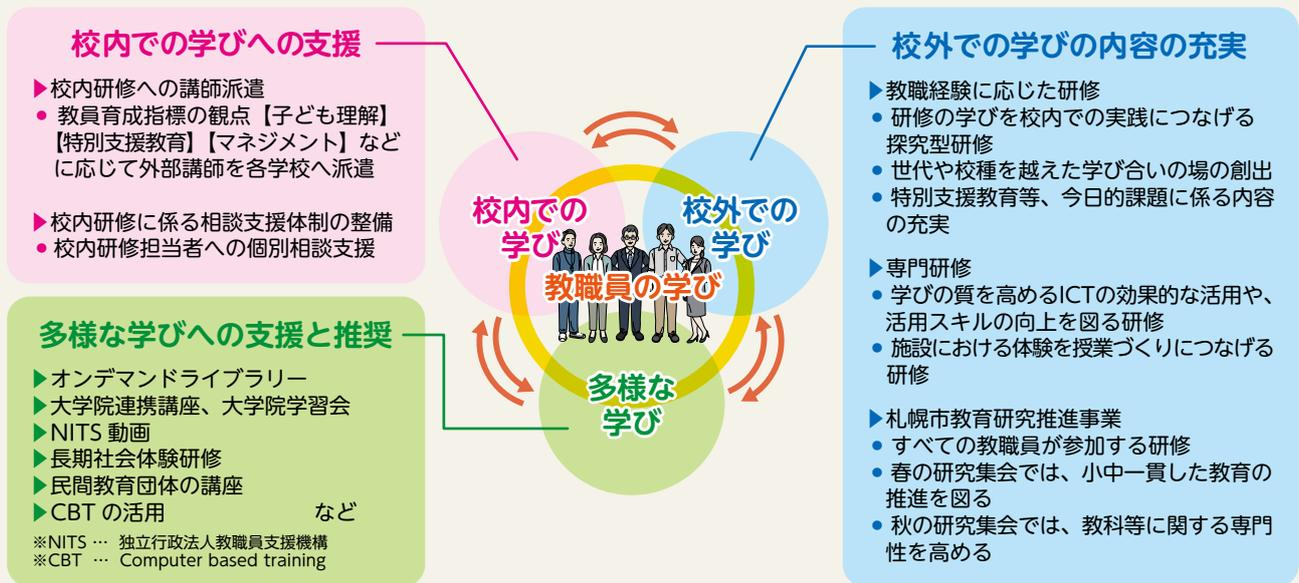 校内での学びへの支援
▶校内研修への講師派遣
● 教員育成指標の観点【子ども理解】
【特別支援教育】【マネジメント】など
に応じて外部講師を各学校へ派遣
▶校内研修に係る相談支援体制の整備
● 校内研修担当者への個別相談支援
多様な学びへの支援と推奨
▶オンデマンドライブラリー
▶大学院連携講座、大学院学習会
▶NITS 動画
▶長期社会体験研修
▶民間教育団体の講座
▶CBT の活用 など
※NITS … 独立行政法人教職員支援機構
※CBT … Computer based training
校内での
学び
校外での
学び
教職員の学び
多様な
学び
校外での学びの内容の充実
▶教職経験に応じた研修
● 研修の学びを校内での実践につなげる
探究型研修
● 世代や校種を越えた学び合いの場の創出
● 特別支援教育等、今日的課題に係る内容
の充実
▶専門研修
● 学びの質を高めるICTの効果的な活用や、
活用スキルの向上を図る研修
● 施設における体験を授業づくりにつなげる
研修
▶札幌市教育研究推進事業
● すべての教職員が参加する研修
● 春の研究集会では、小中一貫した教育の
推進を図る
● 秋の研究集会では、教科等に関する専門
性を高める